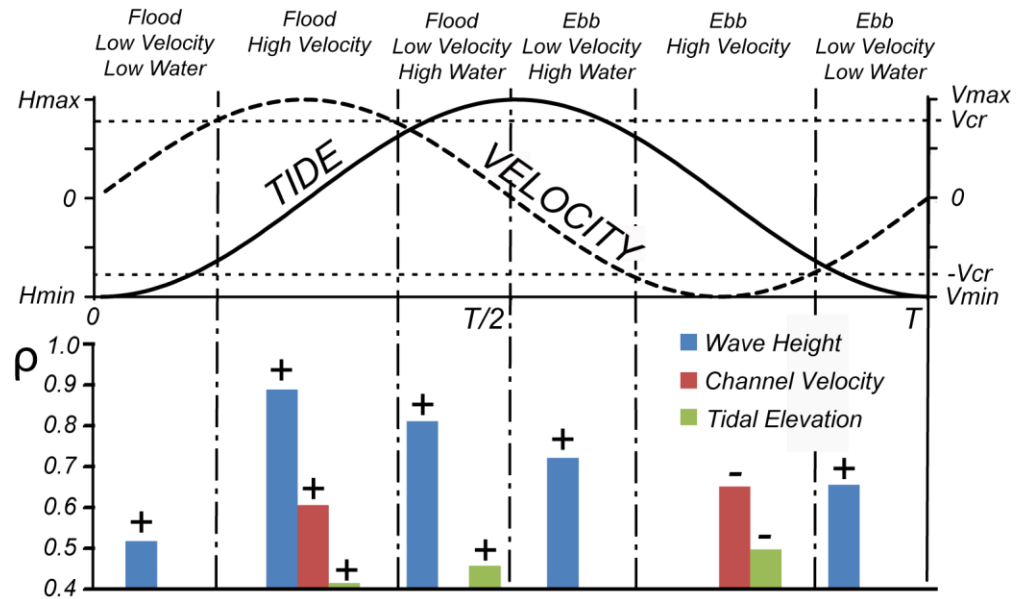 Flood
Low Velocity
Low Water
Flood
High Velocity
Flood
Low Velocity
High Water
Ebb
Low Velocity
High Water
Ebb
High Velocity
Ebb
Low Velocity
Low Water
Hmax
Vmax
Vcr
TIDE
VELOCITY
0
0
-Vcr
Hmin
Vmin
0
T/2
T
ρ
1.0
0.9
0.8
0.7
0.6
0.5
0.4
Wave Height
Channel Velocity
Tidal Elevation
+
+
+
+
+
+
+
-
-
+